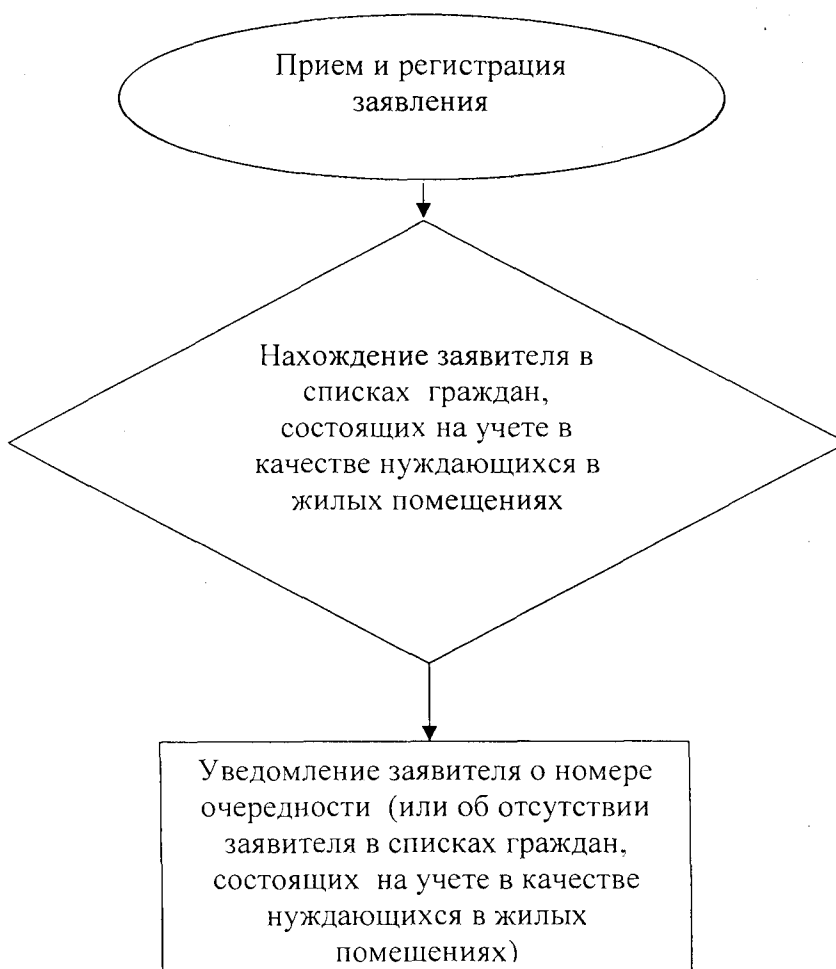 Прием и регистрация
заявления
Нахождение заявителя в
списках граждан,
состоящих на учете в
качестве нуждающихся в
жилых помещениях
Уведомление заявителя о номере
очередности (или об отсутствии
заявителя в списках граждан,
состоящих на учете в качестве
нуждающихся в жилых
помещениях)